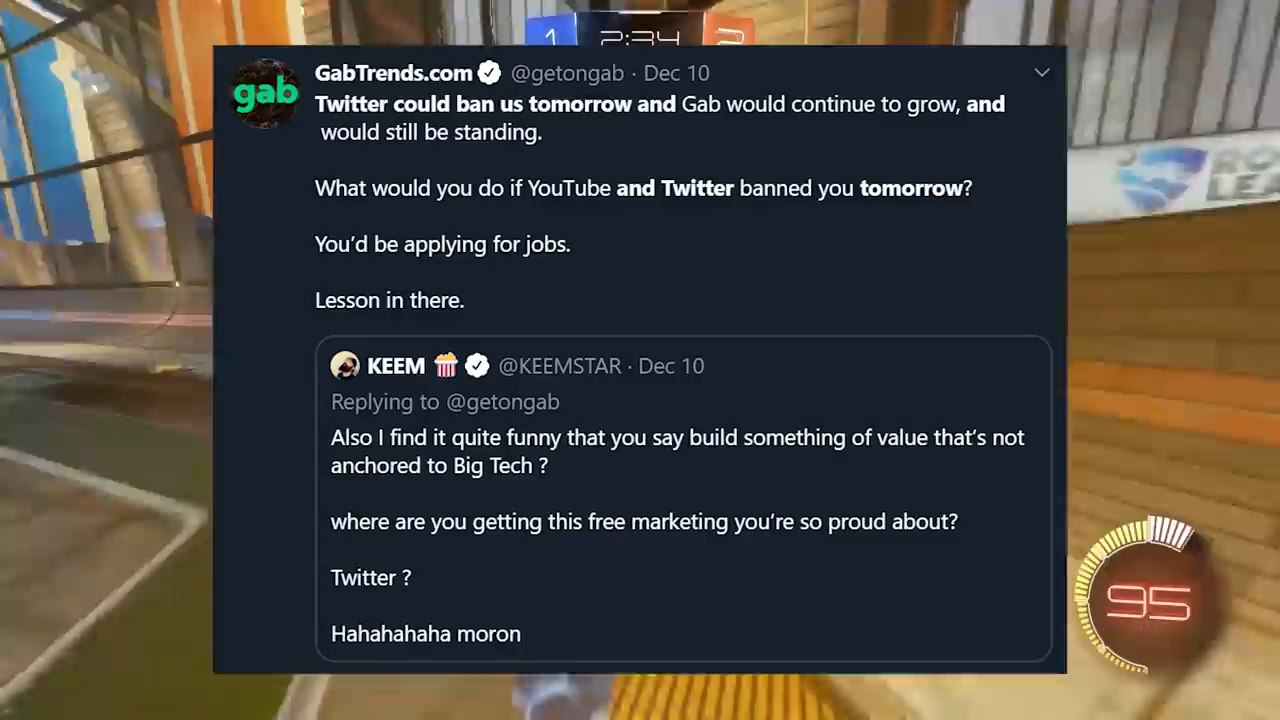 1 2:34 2
gab
GabTrends.com @getongab · Dec 10
Twitter could ban us tomorrow and Gab would continue to grow, and
would still be standing.
What would you do if YouTube and Twitter banned you tomorrow?
You'd be applying for jobs.
Lesson in there.
KEEM 🍿 @KEEMSTAR · Dec 10
Replying to @getongab
Also I find it quite funny that you say build something of value that's not
anchored to Big Tech ?
where are you getting this free marketing you're so proud about?
Twitter ?
Hahahahaha moron
95